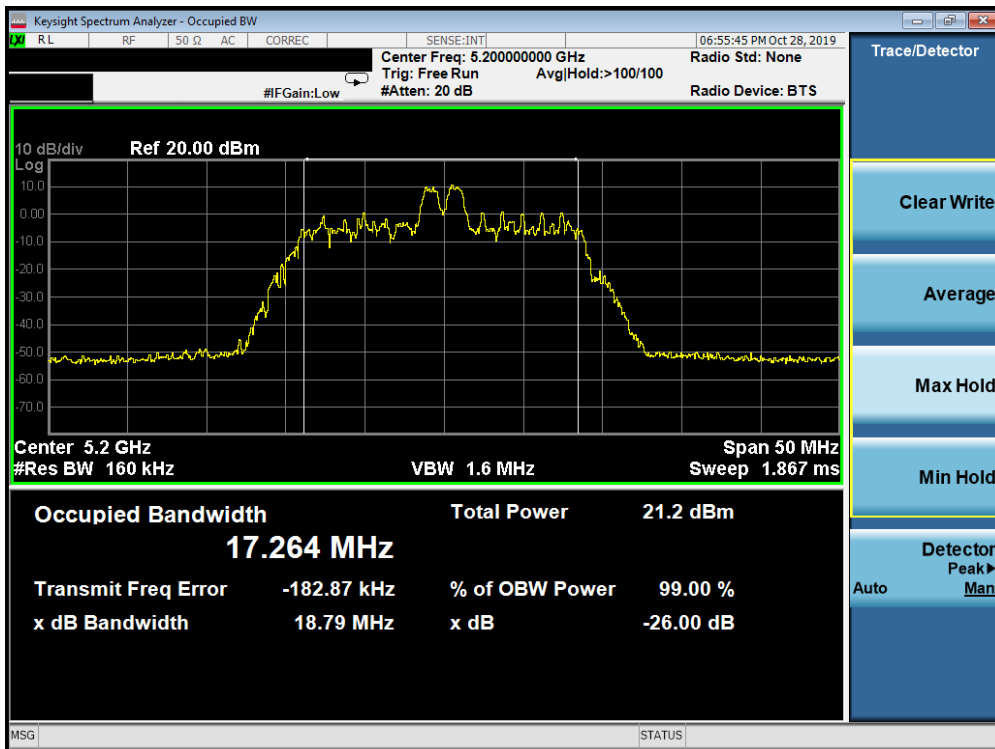 Keysight Spectrum Analyzer - Occupied BW
LXI RL RF 50 Ω AC CORREC SENSE:INT 06:55:45 PM Oct 28, 2019
Center Freq: 5.200000000 GHz Radio Std: None
Trig: Free Run Avg|Hold:>100/100
#IFGain:Low #Atten: 20 dB Radio Device: BTS
10 dB/div Ref 20.00 dBm
Log
10.0
0.00
-10.0
-20.0
-30.0
-40.0
-50.0
-60.0
-70.0
Center 5.2 GHz Span 50 MHz
#Res BW 160 kHz VBW 1.6 MHz Sweep 1.867 ms
Occupied Bandwidth Total Power 21.2 dBm
17.264 MHz
Transmit Freq Error -182.87 kHz % of OBW Power 99.00 %
x dB Bandwidth 18.79 MHz x dB -26.00 dB
MSG STATUS
Trace/Detector
Clear Write
Average
Max Hold
Min Hold
Detector
Peak▶
Auto Man